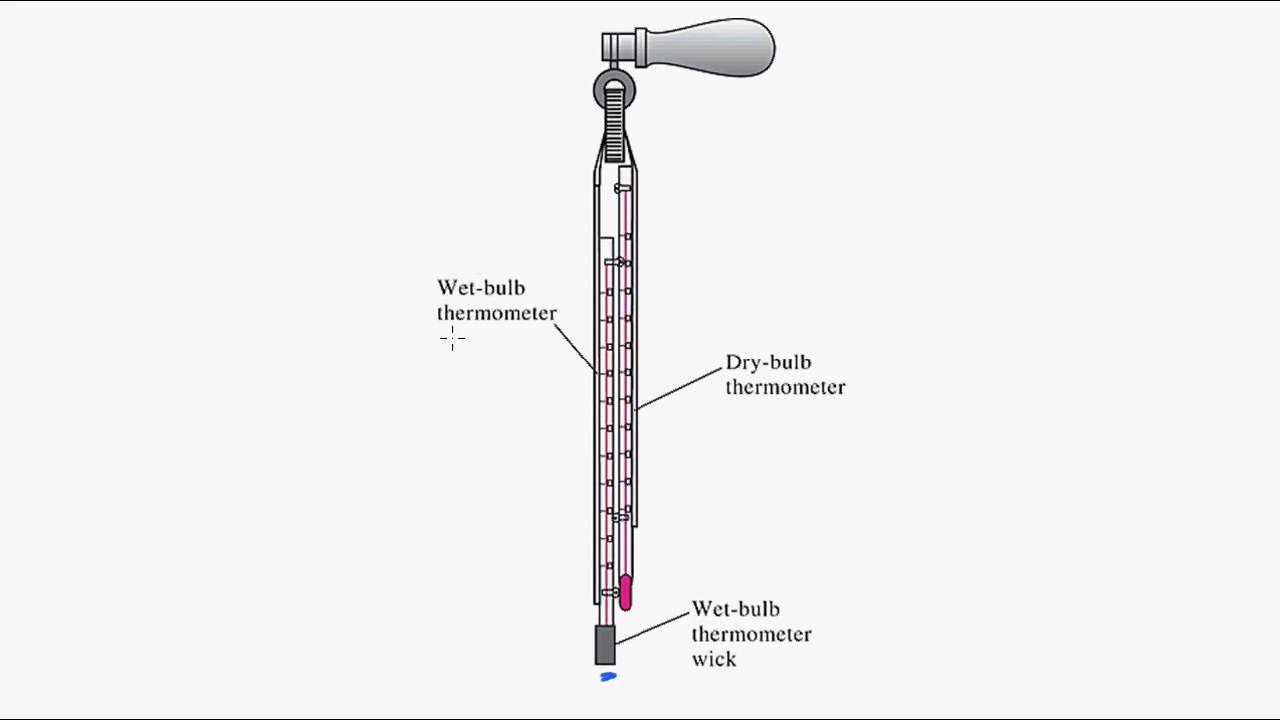 Wet-bulb
thermometer
Dry-bulb
thermometer
Wet-bulb
thermometer
wick